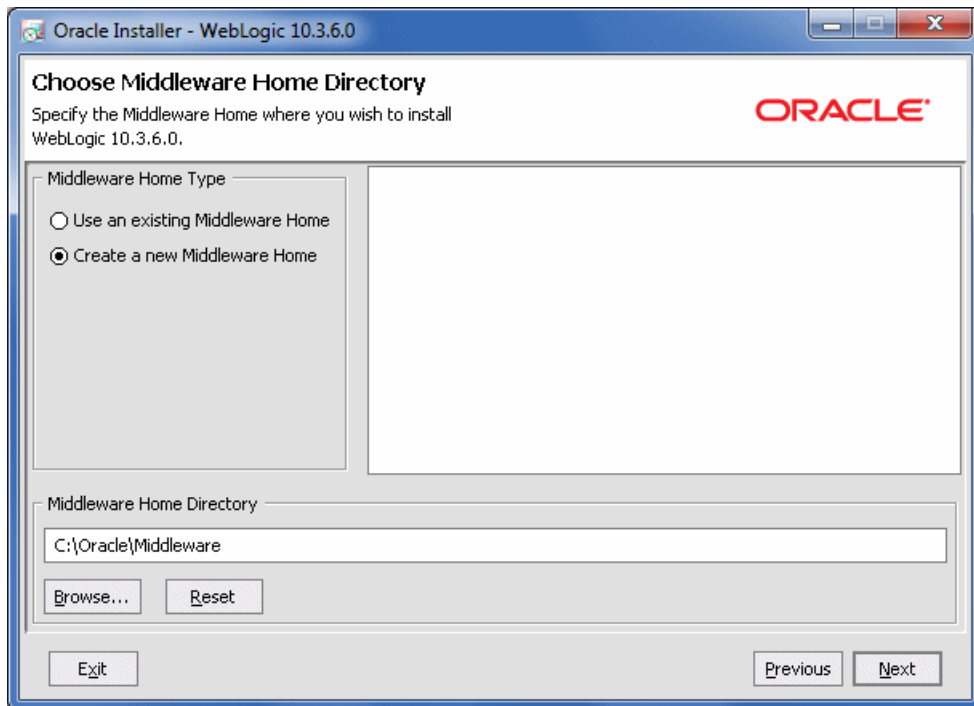 Oracle Installer - WebLogic 10.3.6.0
Choose Middleware Home Directory
Specify the Middleware Home where you wish to install
WebLogic 10.3.6.0.
ORACLE
Middleware Home Type
Use an existing Middleware Home
Create a new Middleware Home
Middleware Home Directory
C:\Oracle\Middleware
Browse... Reset
Exit Previous Next